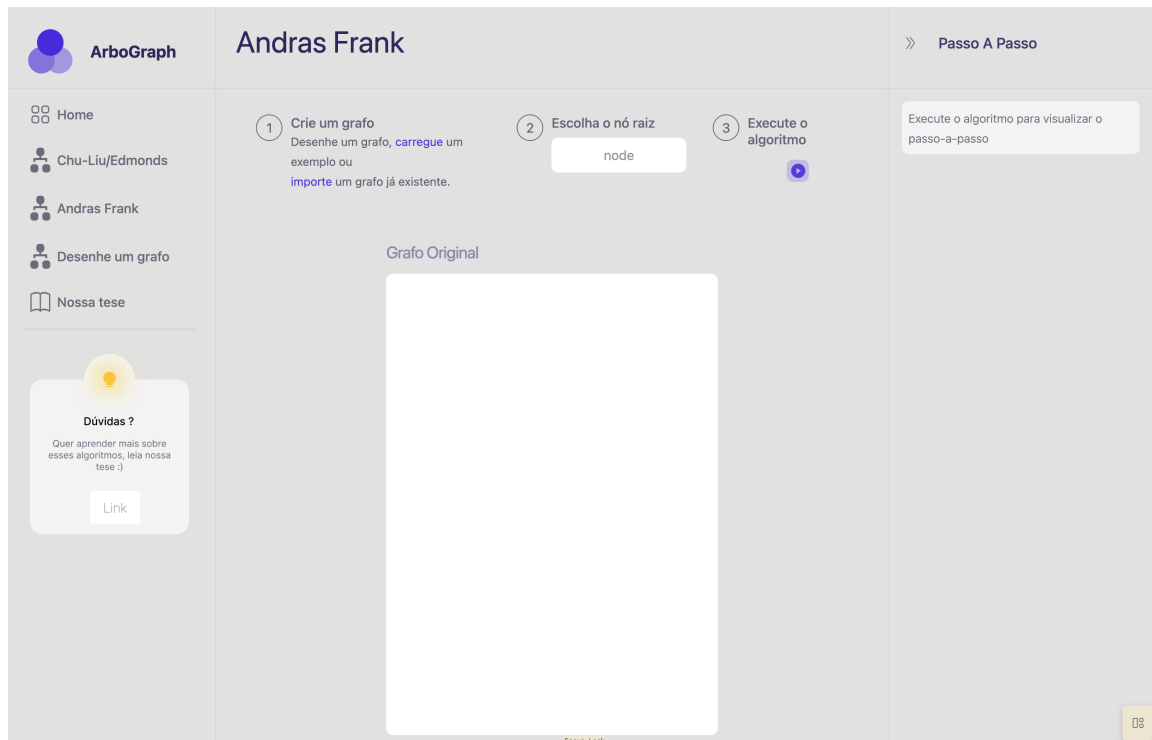 ArboGraph
Home
Chu-Liu/Edmonds
Andras Frank
Desenhe um grafo
Nossa tese
Dúvidas ?
Quer aprender mais sobre
esses algoritmos, leia nossa
tese :)
Link
Andras Frank
1
Crie um grafo
Desenhe um grafo, carregue um
exemplo ou
importe um grafo já existente.
2
Escolha o nó raiz
node
3
Execute o
algoritmo
Grafo Original
Passo A Passo
Execute o algoritmo para visualizar o
passo-a-passo